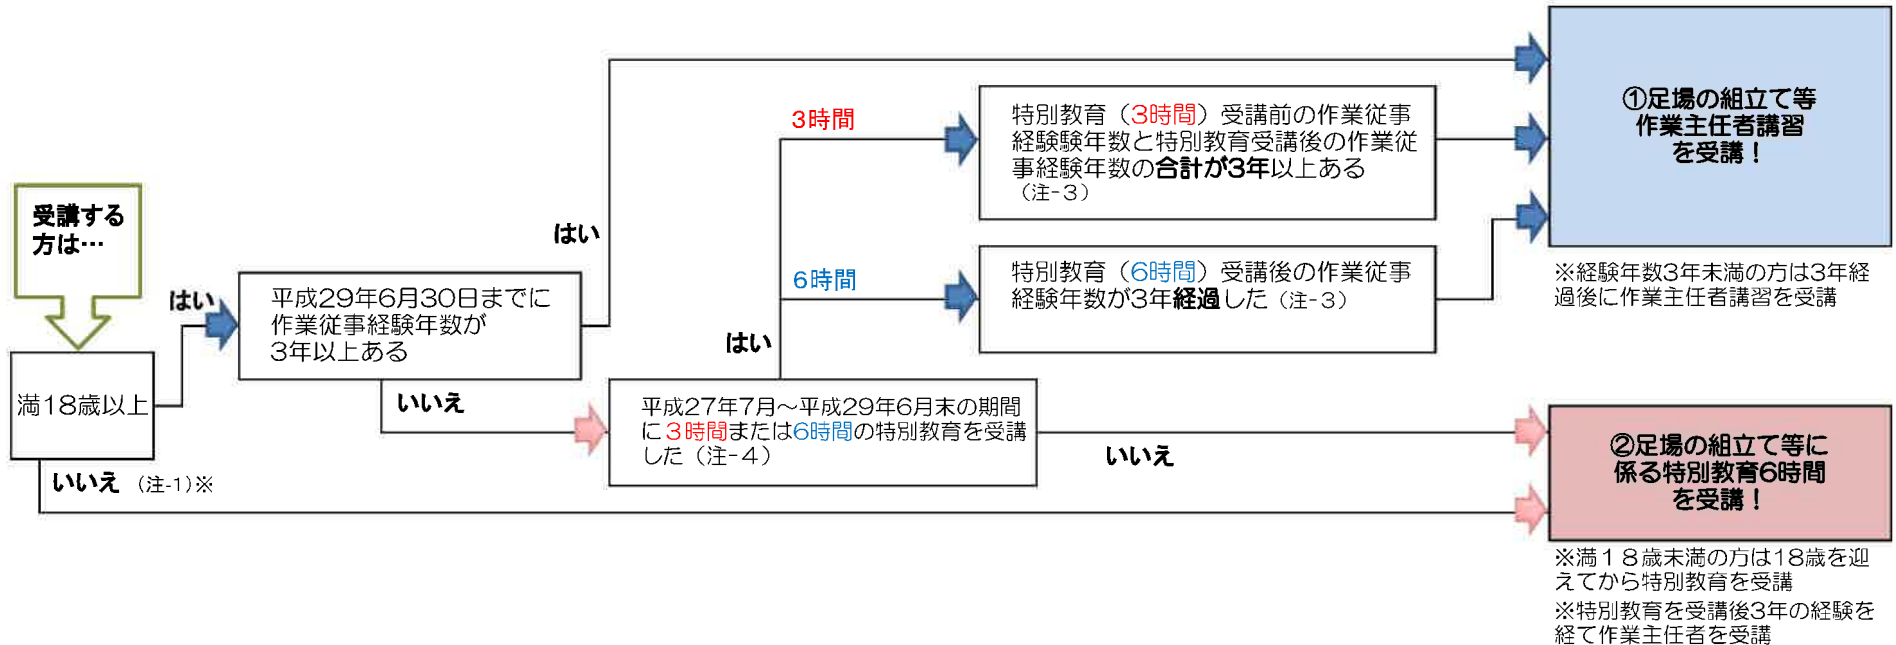 受講する
方は…
満18歳以上
はい
いいえ (注-1)※
平成29年6月30日までに
作業従事経験年数が
3年以上ある
はい
いいえ
平成27年7月～平成29年6月末の期間
に3時間または6時間の特別教育を受講
した（注-4）
はい
いいえ
3時間
特別教育（3時間）受講前の作業従事
経験験年数と特別教育受講後の作業従
事経験年数の合計が3年以上ある
（注-3）
6時間
特別教育（6時間）受講後の作業従事
経験年数が3年経過した（注-3）
①足場の組立て等
作業主任者講習
を受講！
※経験年数3年未満の方は3年経
過後に作業主任者講習を受講
②足場の組立て等に
係る特別教育6時間
を受講！
※満１８歳未満の方は18歳を迎
えてから特別教育を受講
※特別教育を受講後3年の経験を
経て作業主任者を受講